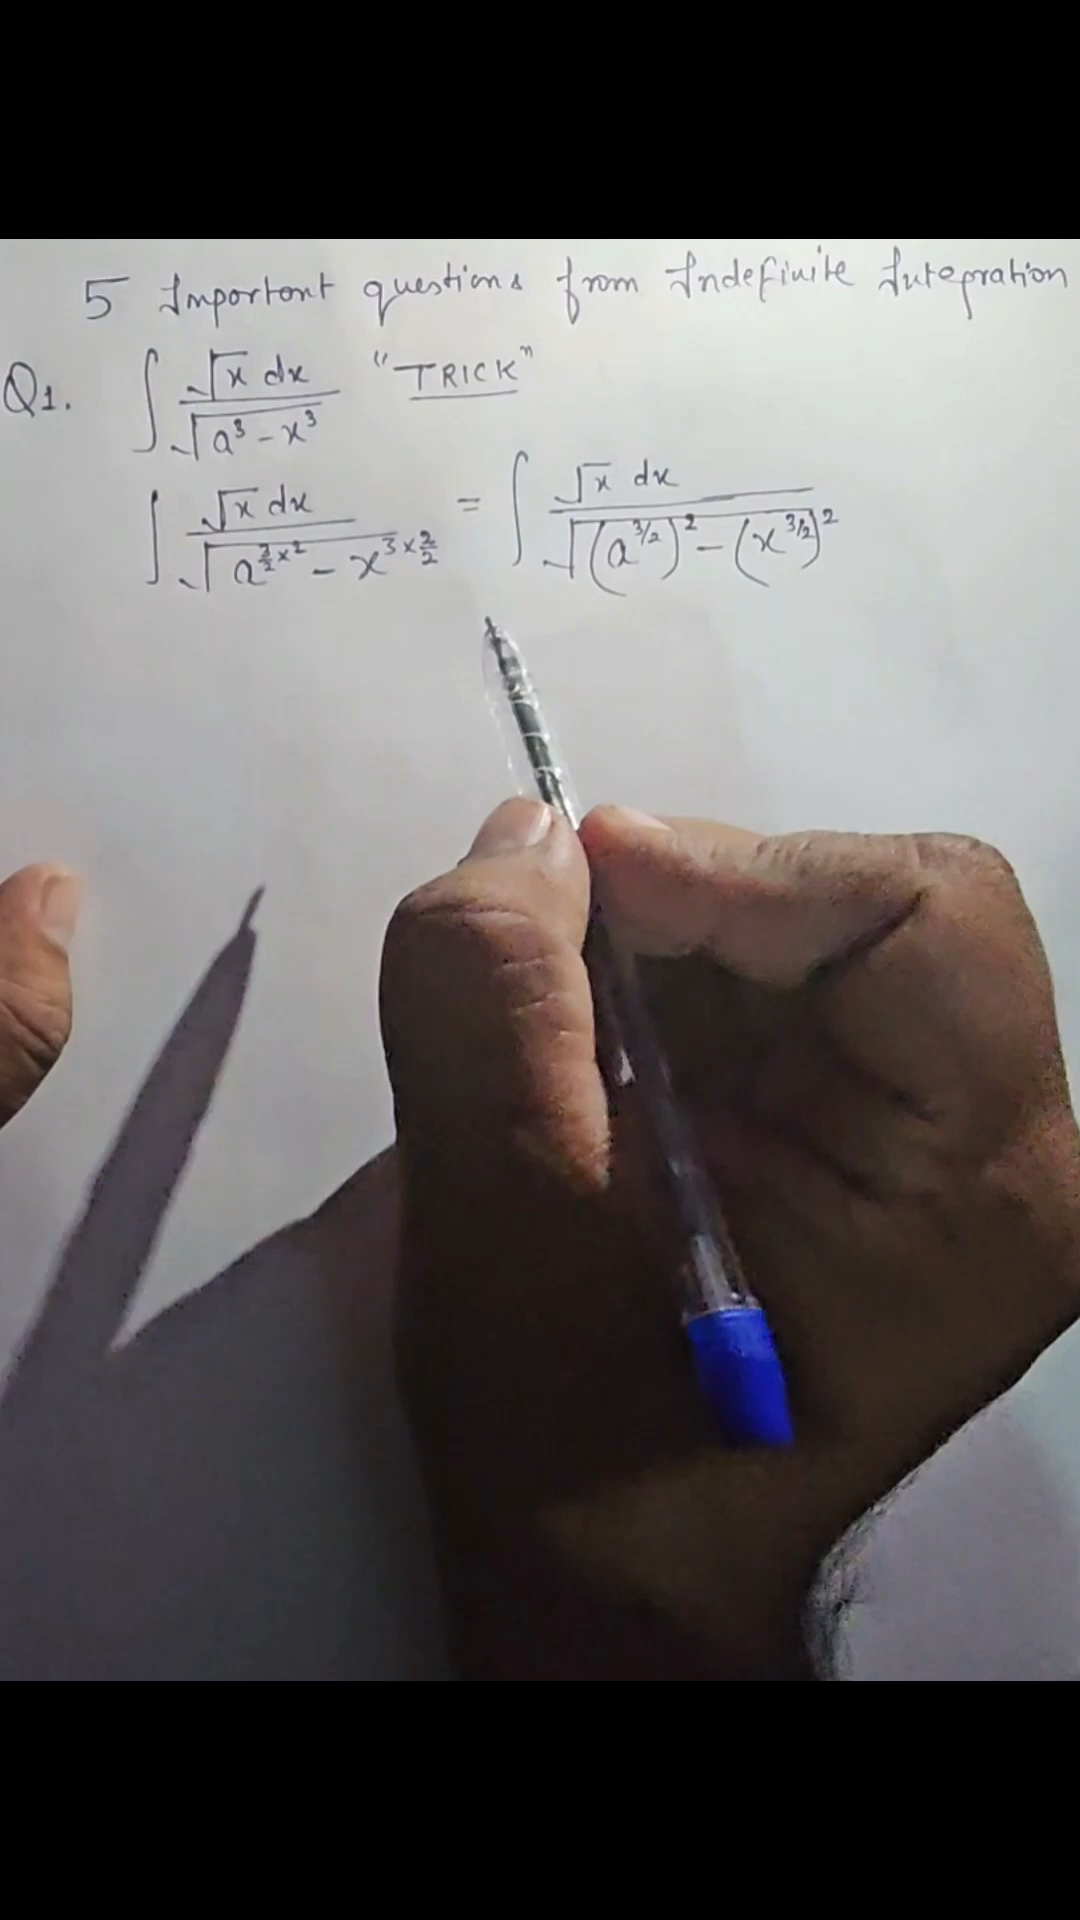 5 Important questions from Indefinite Integration
Q1. ∫ √x dx / √(a³ - x³) "TRICK"
∫ √x dx / √(a^(3/2 × 2) - x^(3 × 2/2)) = ∫ √x dx / √((a^(3/2))² - (x^(3/2))²)